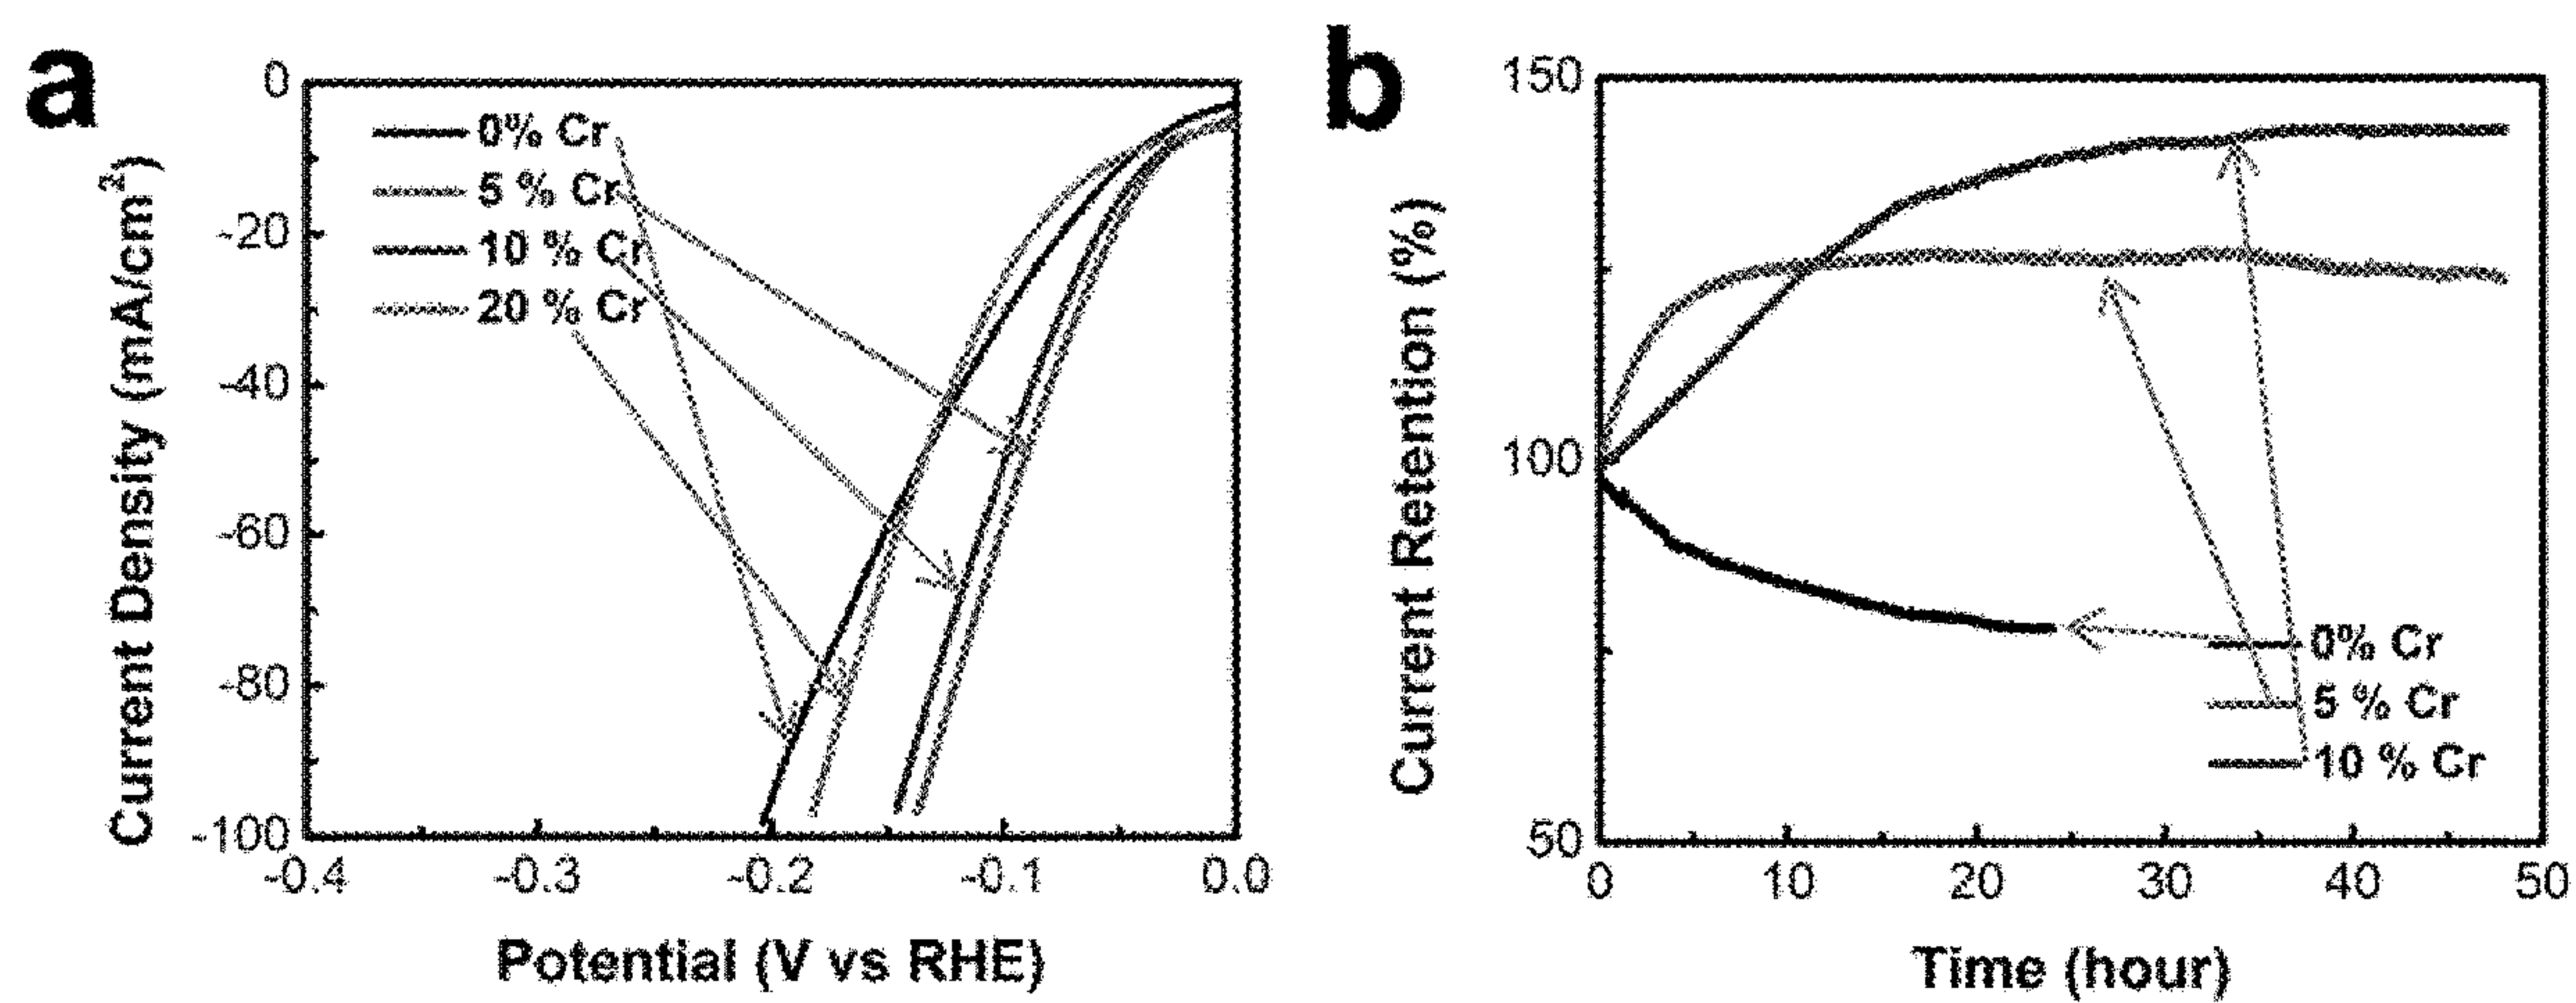 a
0% Cr
5 % Cr
10 % Cr
20 % Cr
Current Density (mA/cm²)
0
-20
-40
-60
-80
-100
-0.4 -0.3 -0.2 -0.1 0.0
Potential (V vs RHE)
b
Current Retention (%)
150
100
50
0% Cr
5 % Cr
10 % Cr
0 10 20 30 40 50
Time (hour)